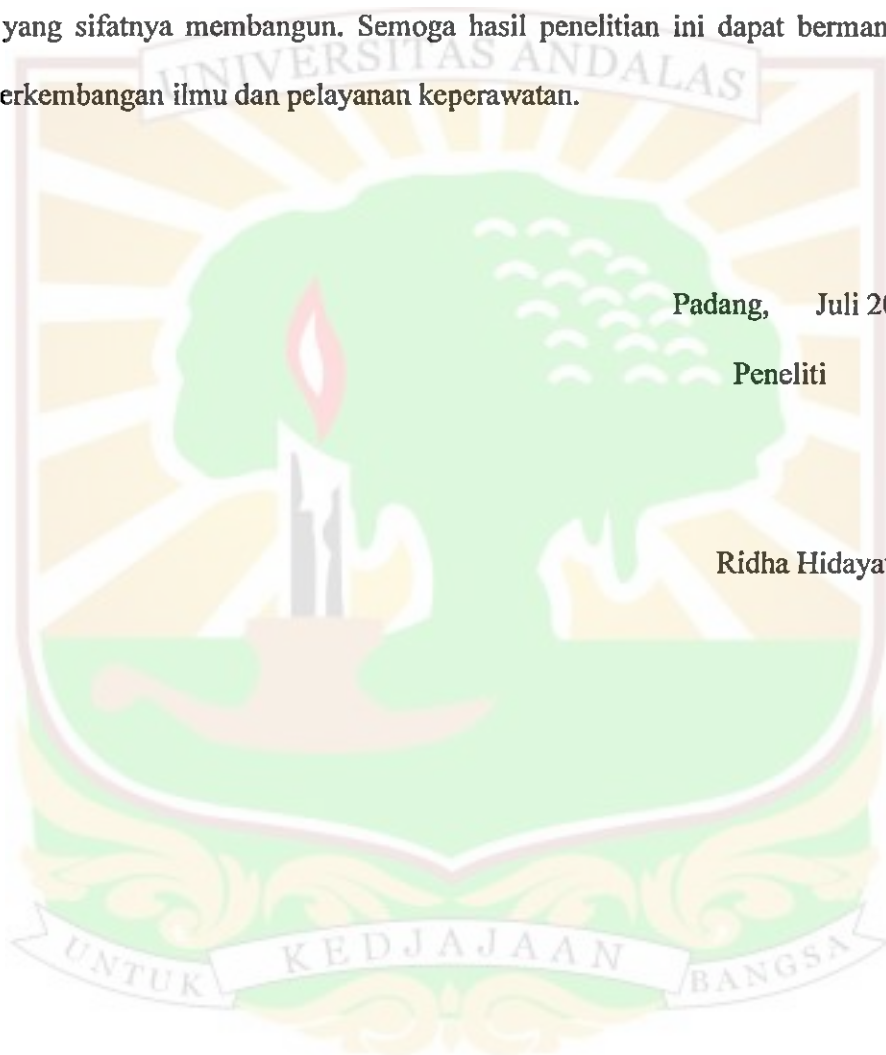 yang sifatnya membangun. Semoga hasil penelitian ini dapat berman
UNIVERSITAS ANDALAS
erkembangan ilmu dan pelayanan keperawatan.
Padang, Juli 20
Peneliti
Ridha Hidaya
UNTUK KEDJAJAAN BANGSA